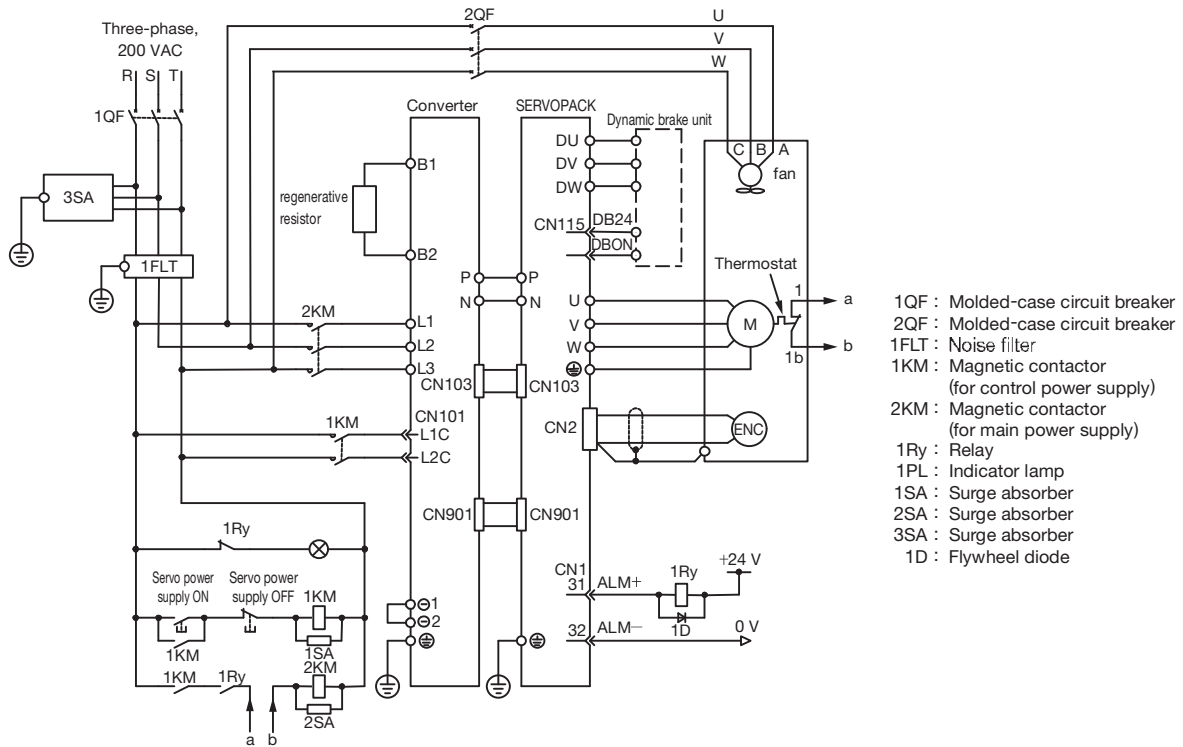 Three-phase,
200 VAC
R S T
1QF
3SA
1FLT
2QF
U
V
W
Converter
SERVOPACK
Dynamic brake unit
B1
regenerative
resistor
B2
DU
DV
DW
CN115
DB24
DBON
C B A
fan
P P
N N
Thermostat
1
a
1b
b
2KM
L1
L2
L3
U
V
W
M
CN103 CN103
CN101
1KM
L1C
L2C
CN2
ENC
CN901 CN901
1Ry
Servo power
supply ON
Servo power
supply OFF
1KM
1KM
1SA
2KM
1KM
1Ry
2SA
a b
⊖1
⊖2
CN1
31
ALM+
1Ry
+24 V
1D
32
ALM−
0 V
1QF : Molded-case circuit breaker
2QF : Molded-case circuit breaker
1FLT : Noise filter
1KM : Magnetic contactor
(for control power supply)
2KM : Magnetic contactor
(for main power supply)
1Ry : Relay
1PL : Indicator lamp
1SA : Surge absorber
2SA : Surge absorber
3SA : Surge absorber
1D : Flywheel diode